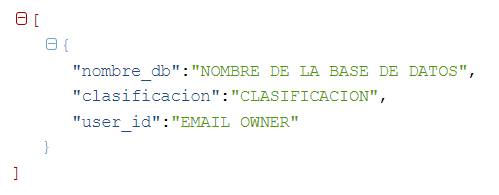 [
{
"nombre_db":"NOMBRE DE LA BASE DE DATOS",
"clasificacion":"CLASIFICACION",
"user_id":"EMAIL OWNER"
}
]